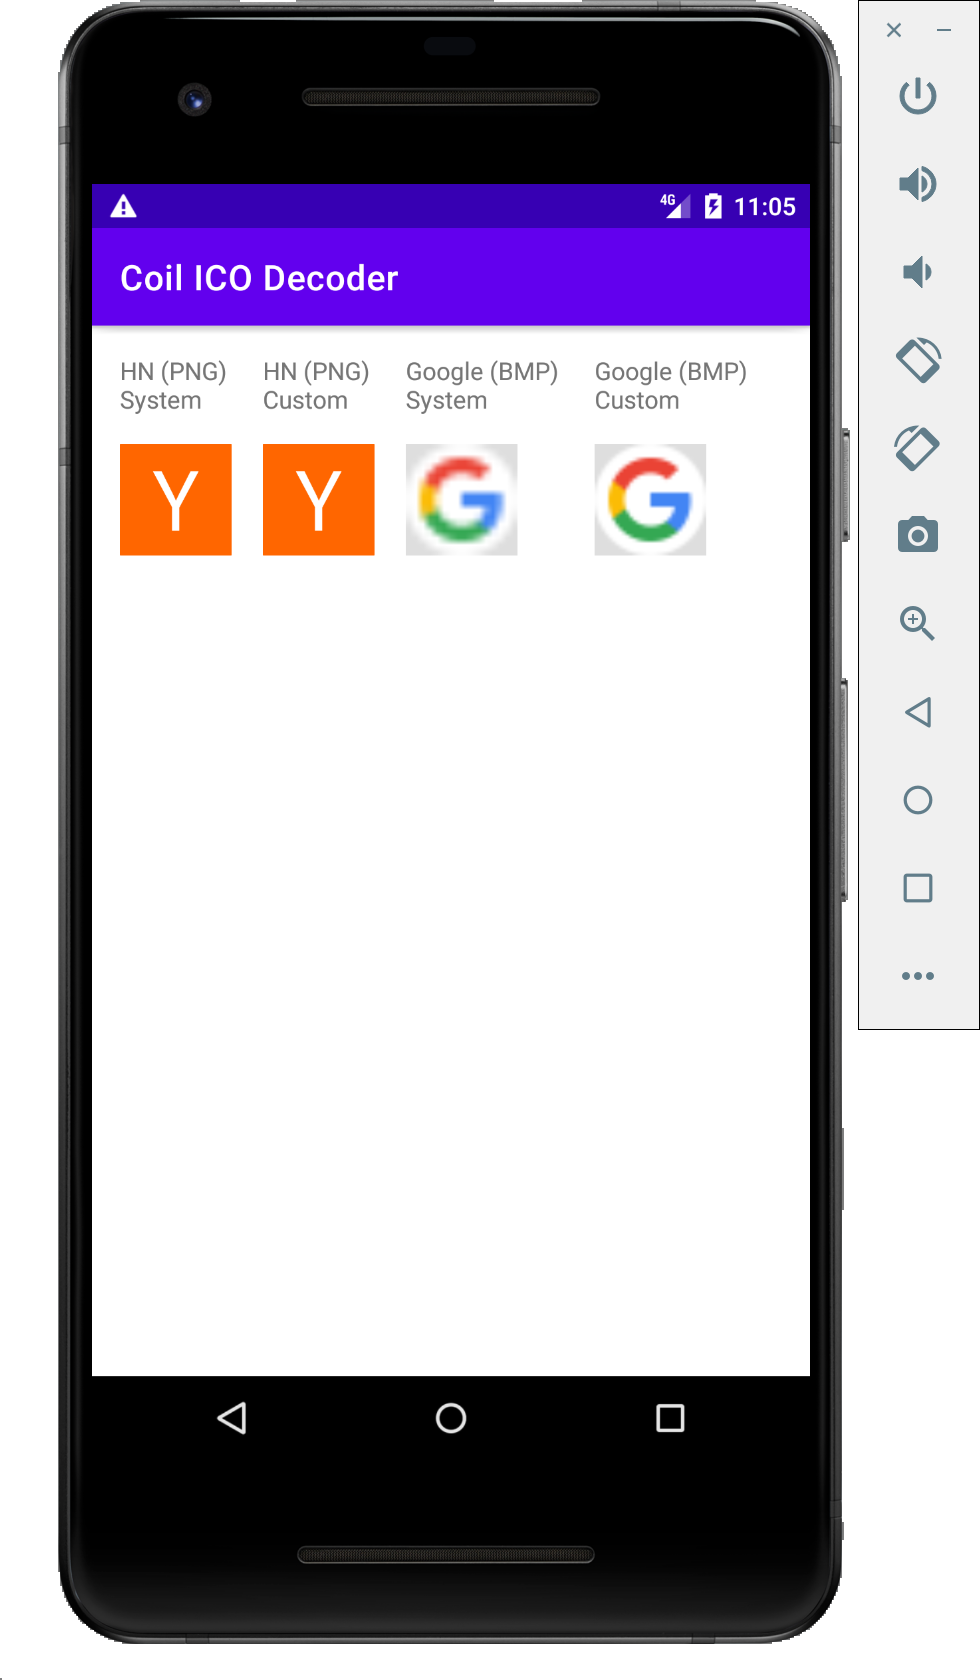 4G 11:05
Coil ICO Decoder
HN (PNG) HN (PNG) Google (BMP) Google (BMP)
System Custom System Custom
Y Y G G